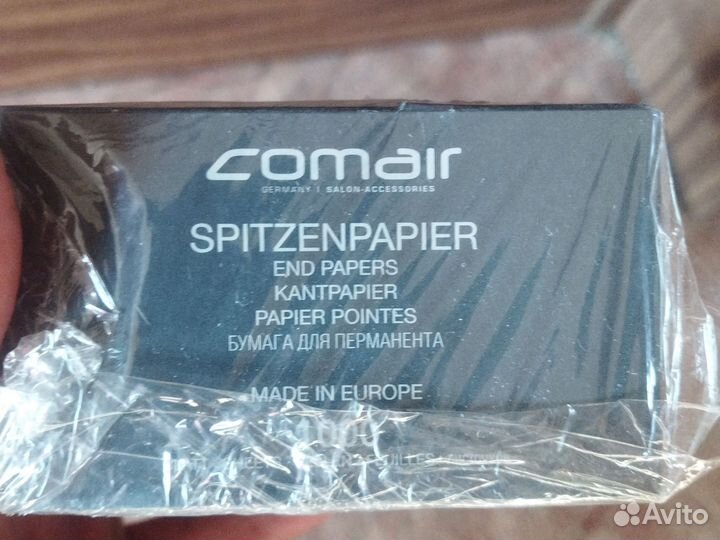 comair
GERMANY | SALON-ACCESSORIES
SPITZENPAPIER
END PAPERS
KANTPAPIER
PAPIER POINTES
БУМАГА ДЛЯ ПЕРМАНЕНТА
MADE IN EUROPE
Avito